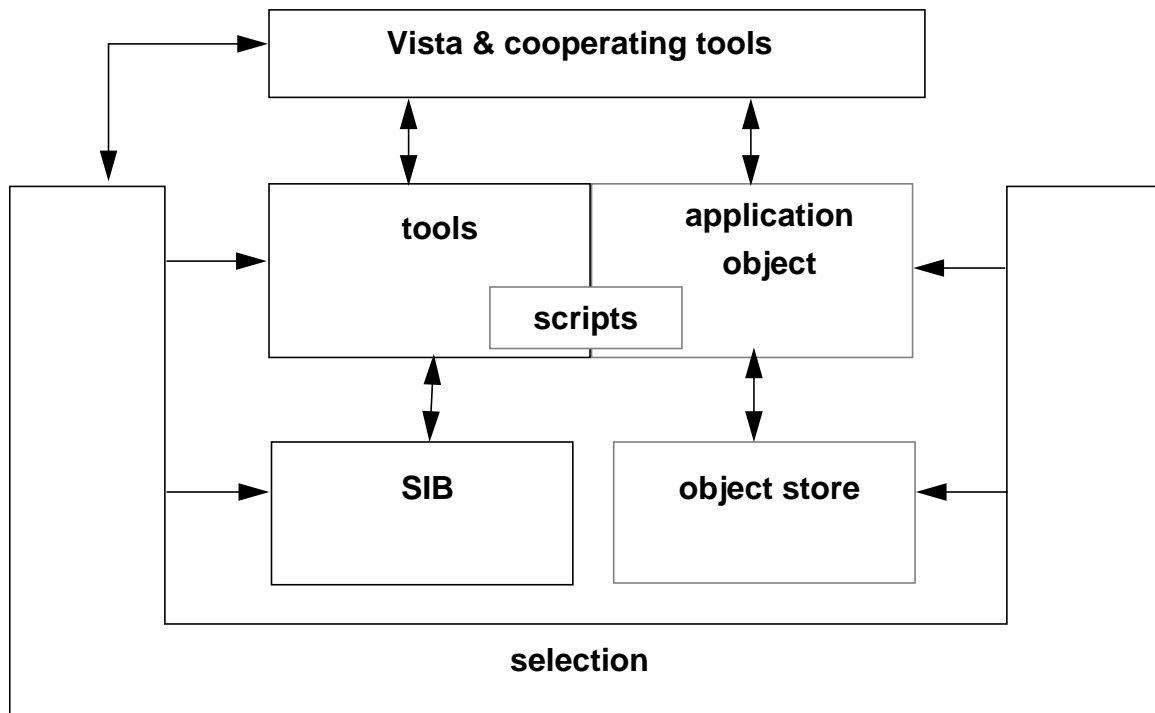 Vista & cooperating tools
tools
application
object
scripts
SIB
object store
selection